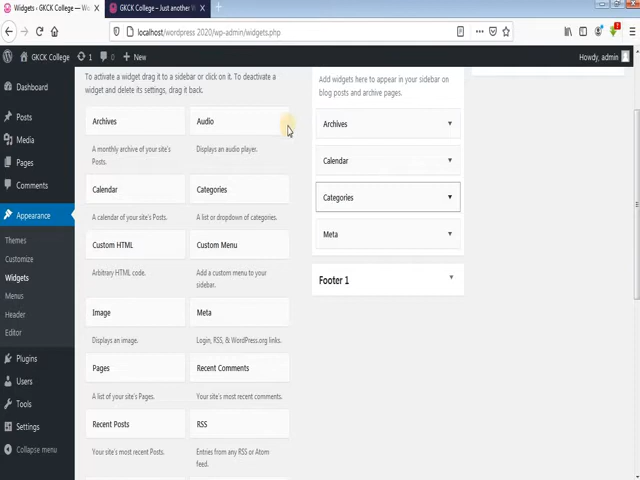 Widgets ‹ GKCK College — Wor
GKCK College – Just another W
localhost/wordpress 2020/wp-admin/widgets.php
GKCK College 1 0 + New
Howdy, admin
Dashboard
Posts
Media
Pages
Comments
Appearance
Themes
Customize
Widgets
Menus
Header
Editor
Plugins
Users
Tools
Settings
Collapse menu
To activate a widget drag it to a sidebar or click on it. To deactivate a
widget and delete its settings, drag it back.
Archives
A monthly archive of your site's
Posts.
Audio
Displays an audio player.
Calendar
A calendar of your site's Posts.
Categories
A list or dropdown of categories.
Custom HTML
Arbitrary HTML code.
Custom Menu
Add a custom menu to your
sidebar.
Image
Displays an image.
Meta
Login, RSS, & WordPress.org links.
Pages
A list of your site's Pages.
Recent Comments
Your site's most recent comments.
Recent Posts
Your site's most recent Posts.
RSS
Entries from any RSS or Atom
feed.
Add widgets here to appear in your sidebar on
blog posts and archive pages.
Archives
Calendar
Categories
Meta
Footer 1